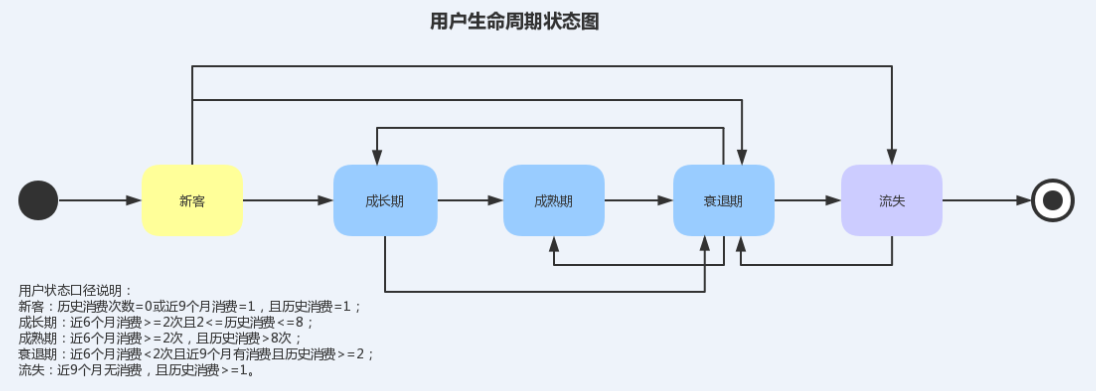 用户生命周期状态图
新客
成长期
成熟期
衰退期
流失
用户状态口径说明：
新客：历史消费次数=0或近9个月消费=1，且历史消费=1；
成长期：近6个月消费>=2次且2<=历史消费<=8；
成熟期：近6个月消费>=2次，且历史消费>8次；
衰退期：近6个月消费<2次且近9个月有消费且历史消费>=2；
流失：近9个月无消费，且历史消费>=1。